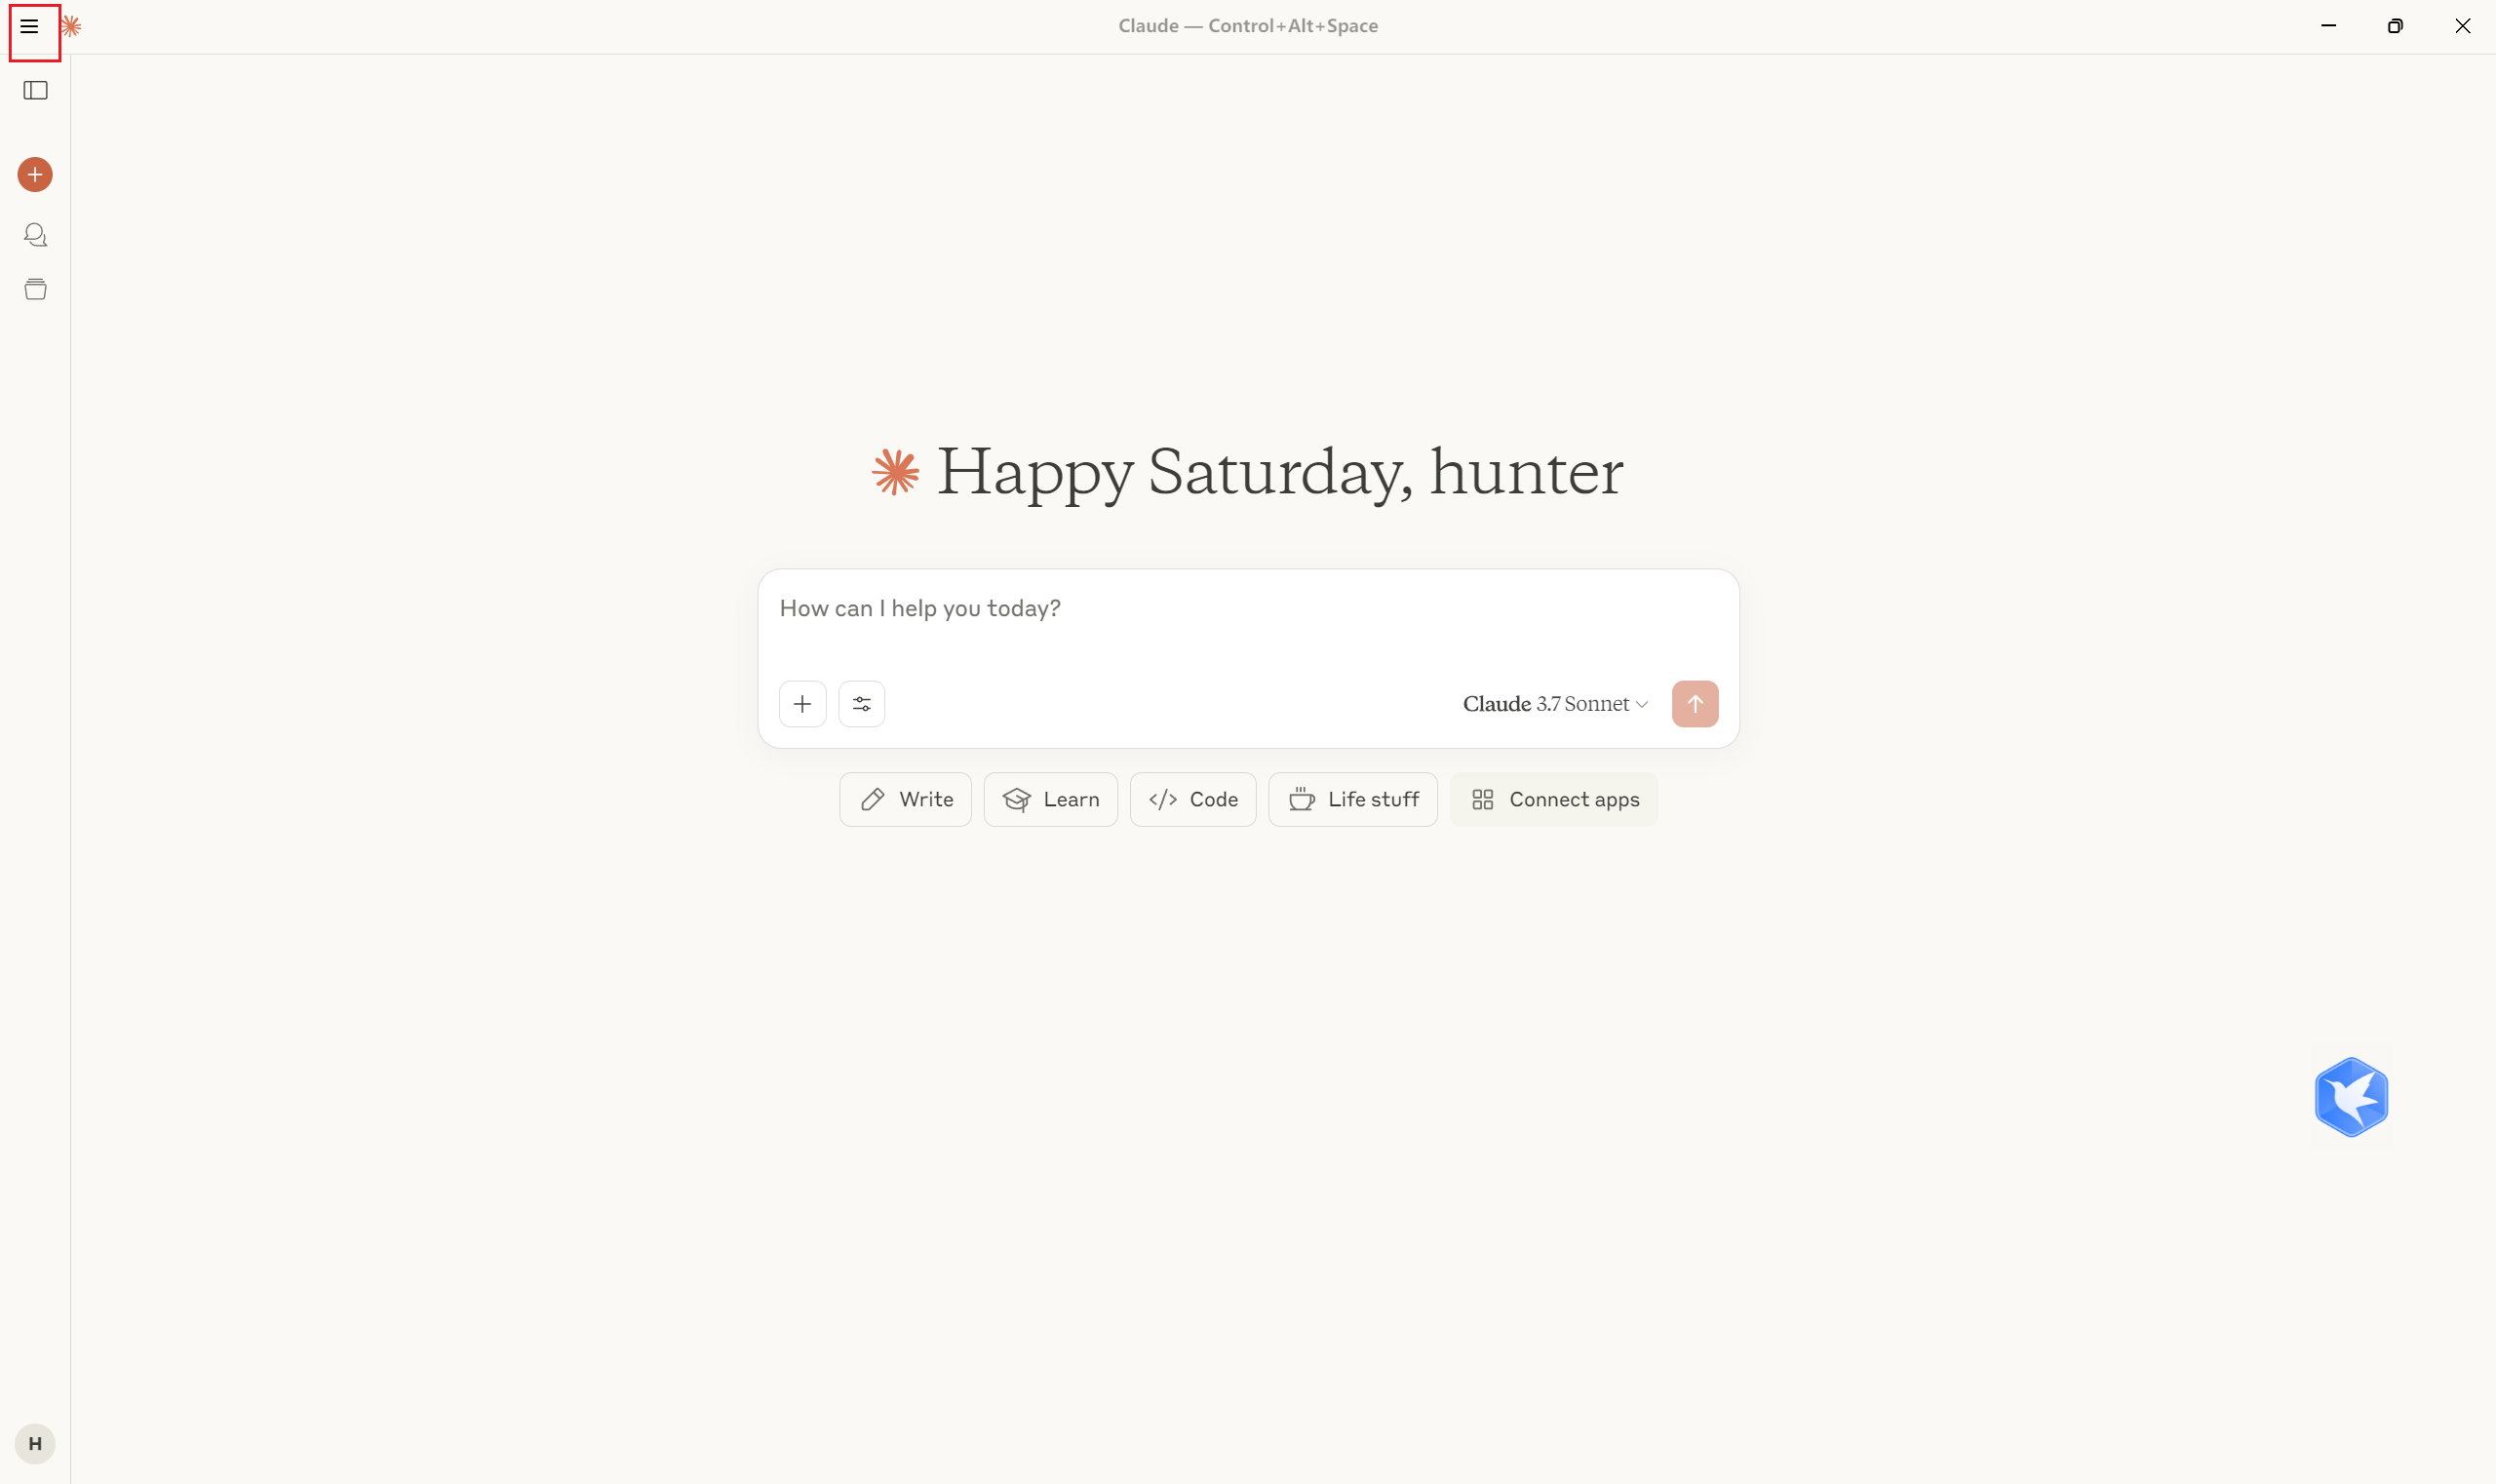 Claude — Control+Alt+Space
Happy Saturday, hunter
How can I help you today?
Claude 3.7 Sonnet
Write
Learn
Code
Life stuff
Connect apps
H